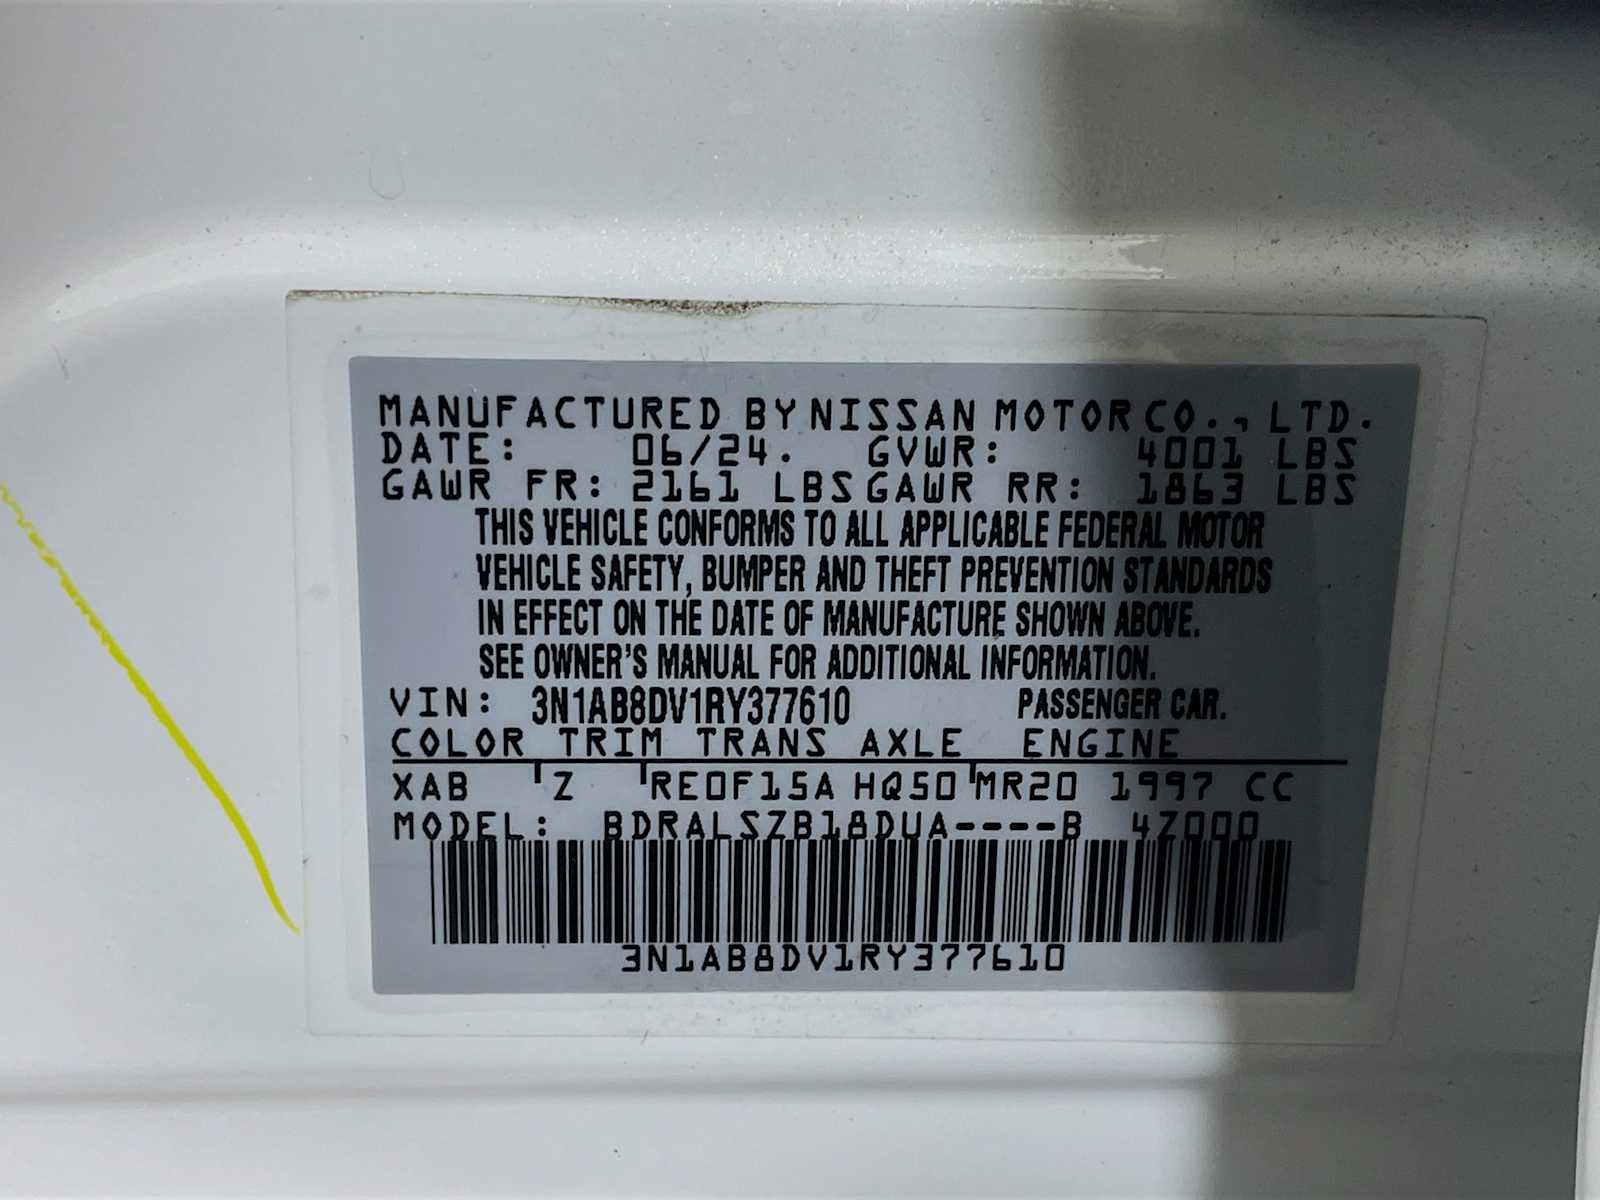 MANUFACTURED BY NISSAN MOTOR CO., LTD.
DATE: 06/24. GVWR: 4001 LBS
GAWR FR: 2161 LBS GAWR RR: 1863 LBS
THIS VEHICLE CONFORMS TO ALL APPLICABLE FEDERAL MOTOR
VEHICLE SAFETY, BUMPER AND THEFT PREVENTION STANDARDS
IN EFFECT ON THE DATE OF MANUFACTURE SHOWN ABOVE.
SEE OWNER'S MANUAL FOR ADDITIONAL INFORMATION.
VIN: 3N1AB8DV1RY377610 PASSENGER CAR.
COLOR TRIM TRANS AXLE ENGINE
XAB Z RE0F15A HQ50 MR20 1997 CC
MODEL: BDRALSZB18DUA----B 4Z000
3N1AB8DV1RY377610